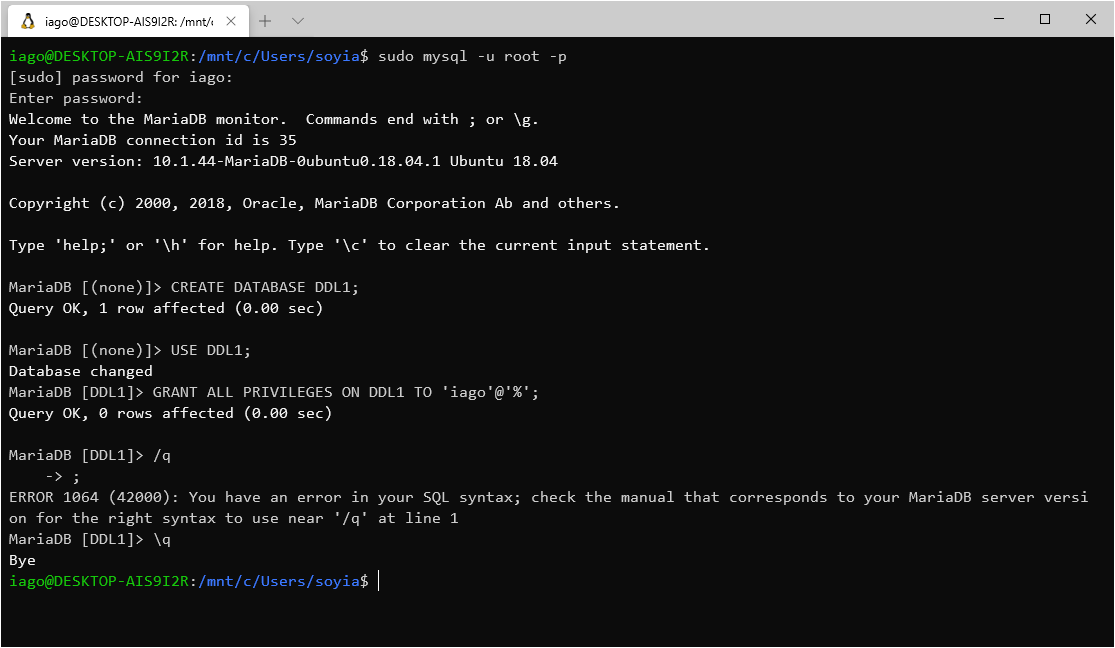 iago@DESKTOP-AIS9I2R: /mnt/c
iago@DESKTOP-AIS9I2R:/mnt/c/Users/soyia$ sudo mysql -u root -p
[sudo] password for iago:
Enter password:
Welcome to the MariaDB monitor.  Commands end with ; or \g.
Your MariaDB connection id is 35
Server version: 10.1.44-MariaDB-0ubuntu0.18.04.1 Ubuntu 18.04
Copyright (c) 2000, 2018, Oracle, MariaDB Corporation Ab and others.
Type 'help;' or '\h' for help. Type '\c' to clear the current input statement.
MariaDB [(none)]> CREATE DATABASE DDL1;
Query OK, 1 row affected (0.00 sec)
MariaDB [(none)]> USE DDL1;
Database changed
MariaDB [DDL1]> GRANT ALL PRIVILEGES ON DDL1 TO 'iago'@'%';
Query OK, 0 rows affected (0.00 sec)
MariaDB [DDL1]> /q
    -> ;
ERROR 1064 (42000): You have an error in your SQL syntax; check the manual that corresponds to your MariaDB server versi
on for the right syntax to use near '/q' at line 1
MariaDB [DDL1]> \q
Bye
iago@DESKTOP-AIS9I2R:/mnt/c/Users/soyia$